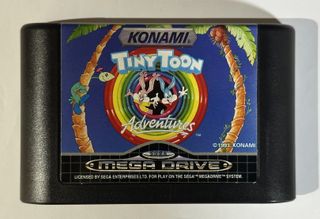 KONAMI
TINY TOON
Adventures™
©1993 KONAMI
SEGA
MEGA DRIVE
LICENSED BY SEGA ENTERPRISES LTD. FOR PLAY ON THE SEGA™ MEGADRIVE™ SYSTEM.